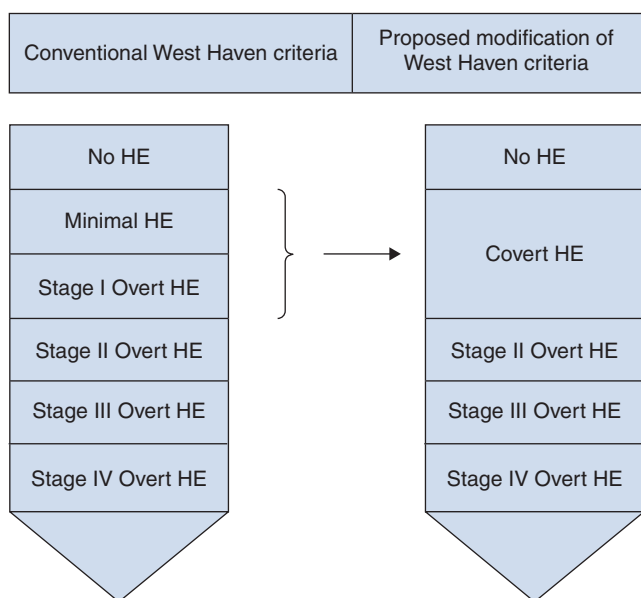 Conventional West Haven criteria
Proposed modification of
West Haven criteria
No HE
Minimal HE
Stage I Overt HE
Stage II Overt HE
Stage III Overt HE
Stage IV Overt HE
No HE
Covert HE
Stage II Overt HE
Stage III Overt HE
Stage IV Overt HE